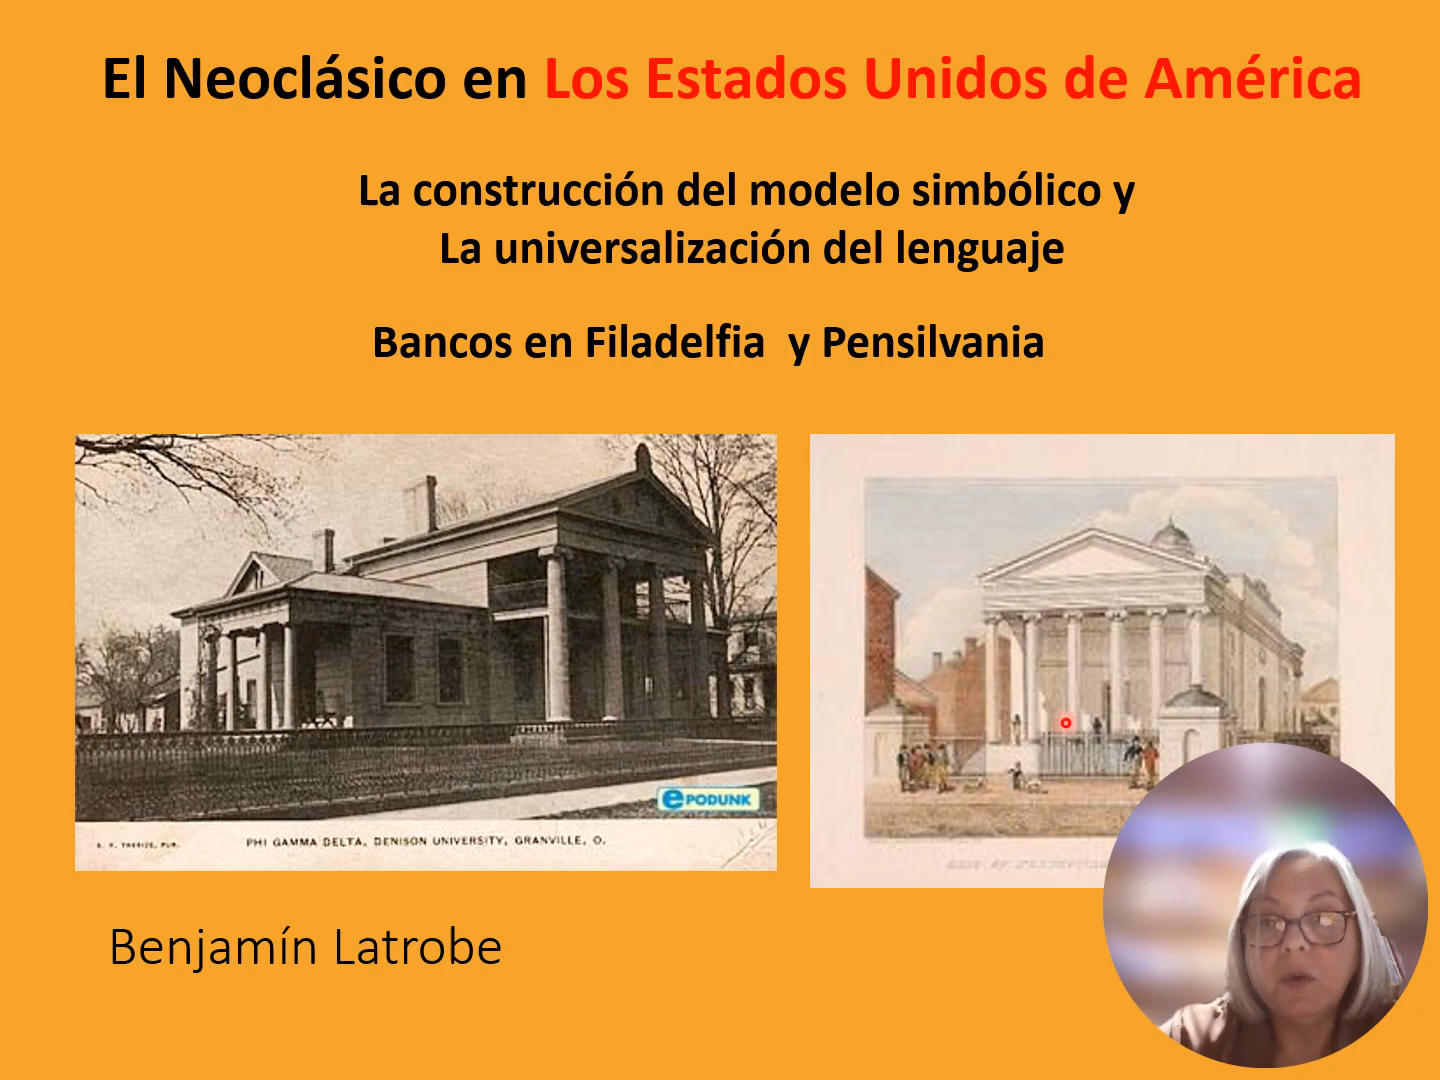 El Neoclásico en Los Estados Unidos de América
La construcción del modelo simbólico y
La universalización del lenguaje
Bancos en Filadelfia y Pensilvania
ePODUNK
PHI GAMMA DELTA, DENISON UNIVERSITY, GRANVILLE, O.
Benjamín Latrobe